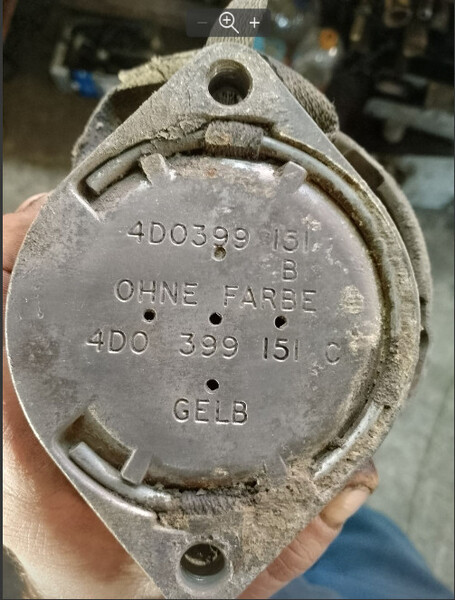 4D0399 151
B
OHNE FARBE
4D0 399 151 C
GELB